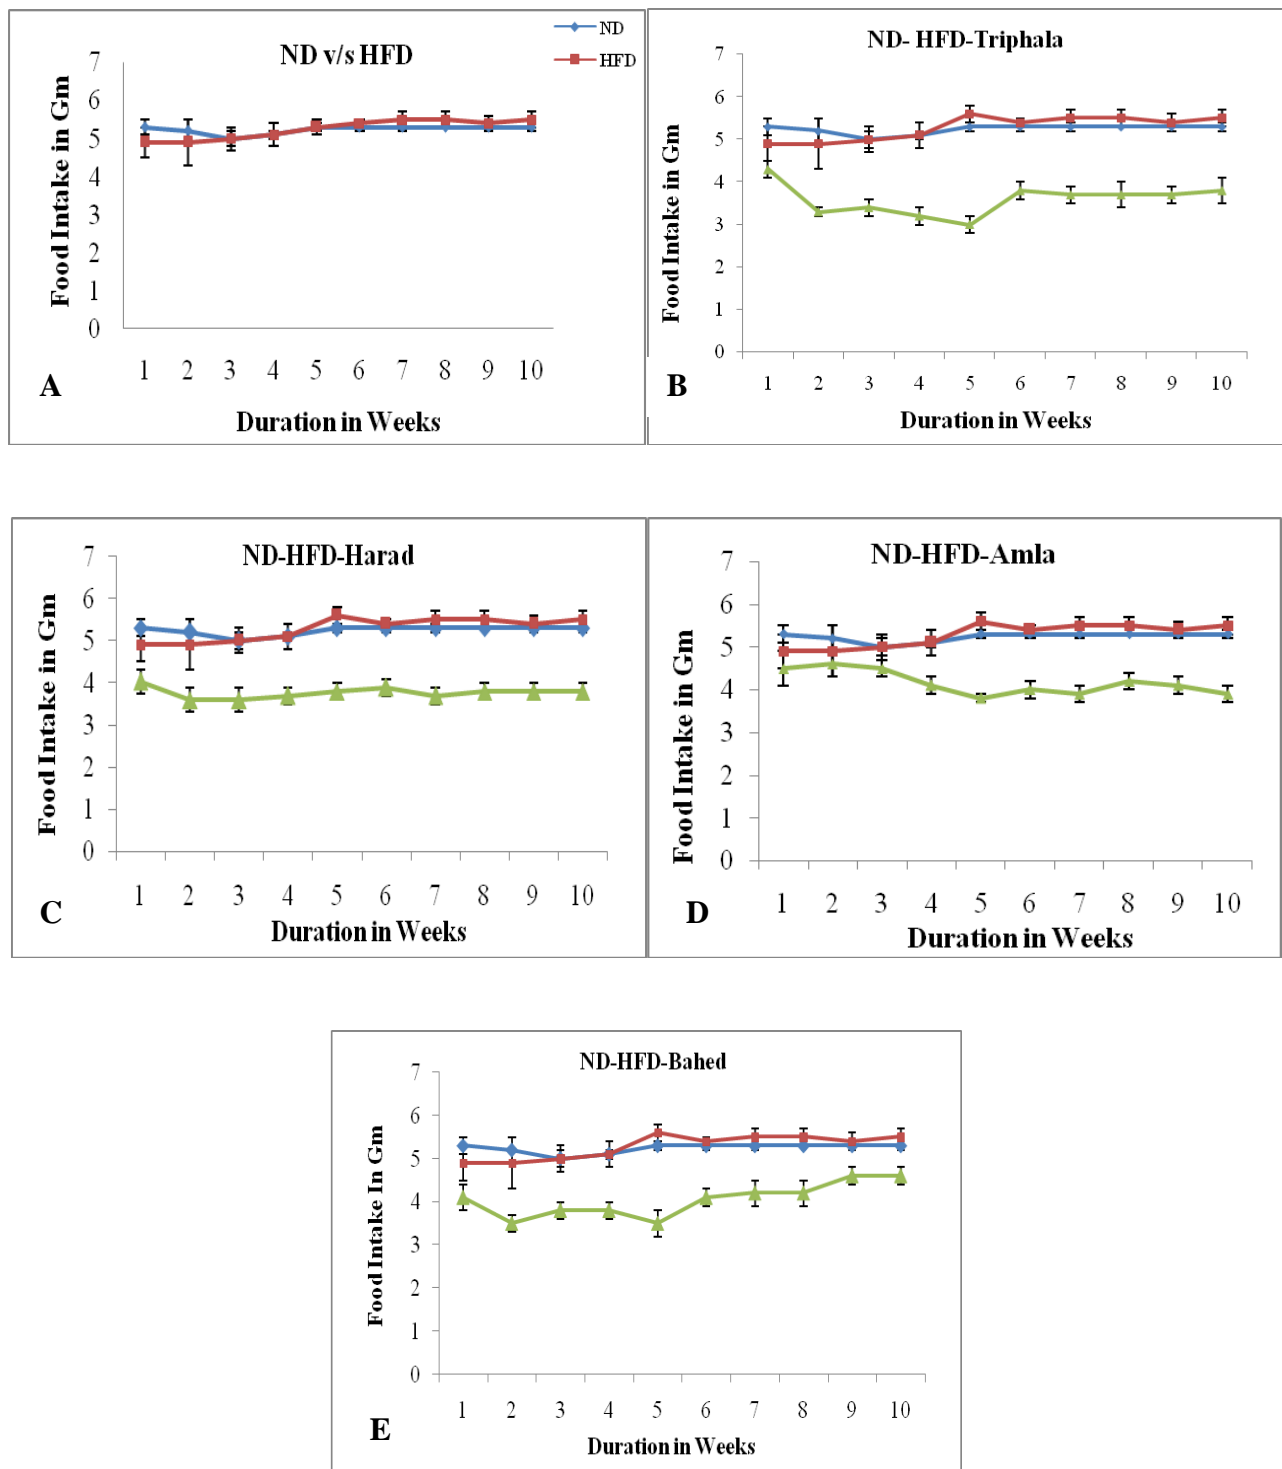 ND v/s HFD
ND
HFD
Food Intake in Gm
7
6
5
4
3
2
1
0
1 2 3 4 5 6 7 8 9 10
A
Duration in Weeks
ND- HFD-Triphala
Food Intake in Gm
7
6
5
4
3
2
1
0
1 2 3 4 5 6 7 8 9 10
B
Duration in Weeks
ND-HFD-Harad
Food Intake in Gm
7
6
5
4
3
2
1
0
1 2 3 4 5 6 7 8 9 10
C
Duration in Weeks
ND-HFD-Amla
Food Intake in Gm
7
6
5
4
3
2
1
0
1 2 3 4 5 6 7 8 9 10
D
Duration in Weeks
ND-HFD-Bahed
Food Intake In Gm
7
6
5
4
3
2
1
0
1 2 3 4 5 6 7 8 9 10
E
Duration in Weeks